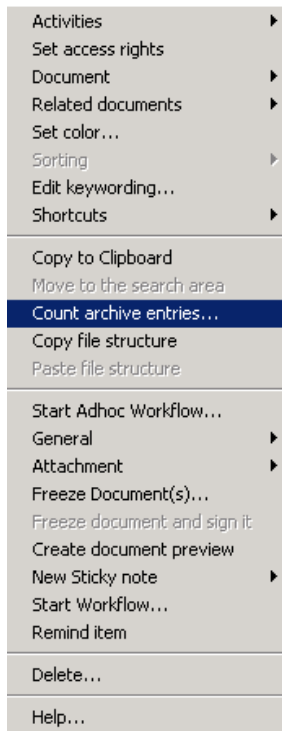 Activities
Set access rights
Document
Related documents
Set color...
Sorting
Edit keywording...
Shortcuts
Copy to Clipboard
Move to the search area
Count archive entries...
Copy file structure
Paste file structure
Start Adhoc Workflow...
General
Attachment
Freeze Document(s)...
Freeze document and sign it
Create document preview
New Sticky note
Start Workflow...
Remind item
Delete...
Help...